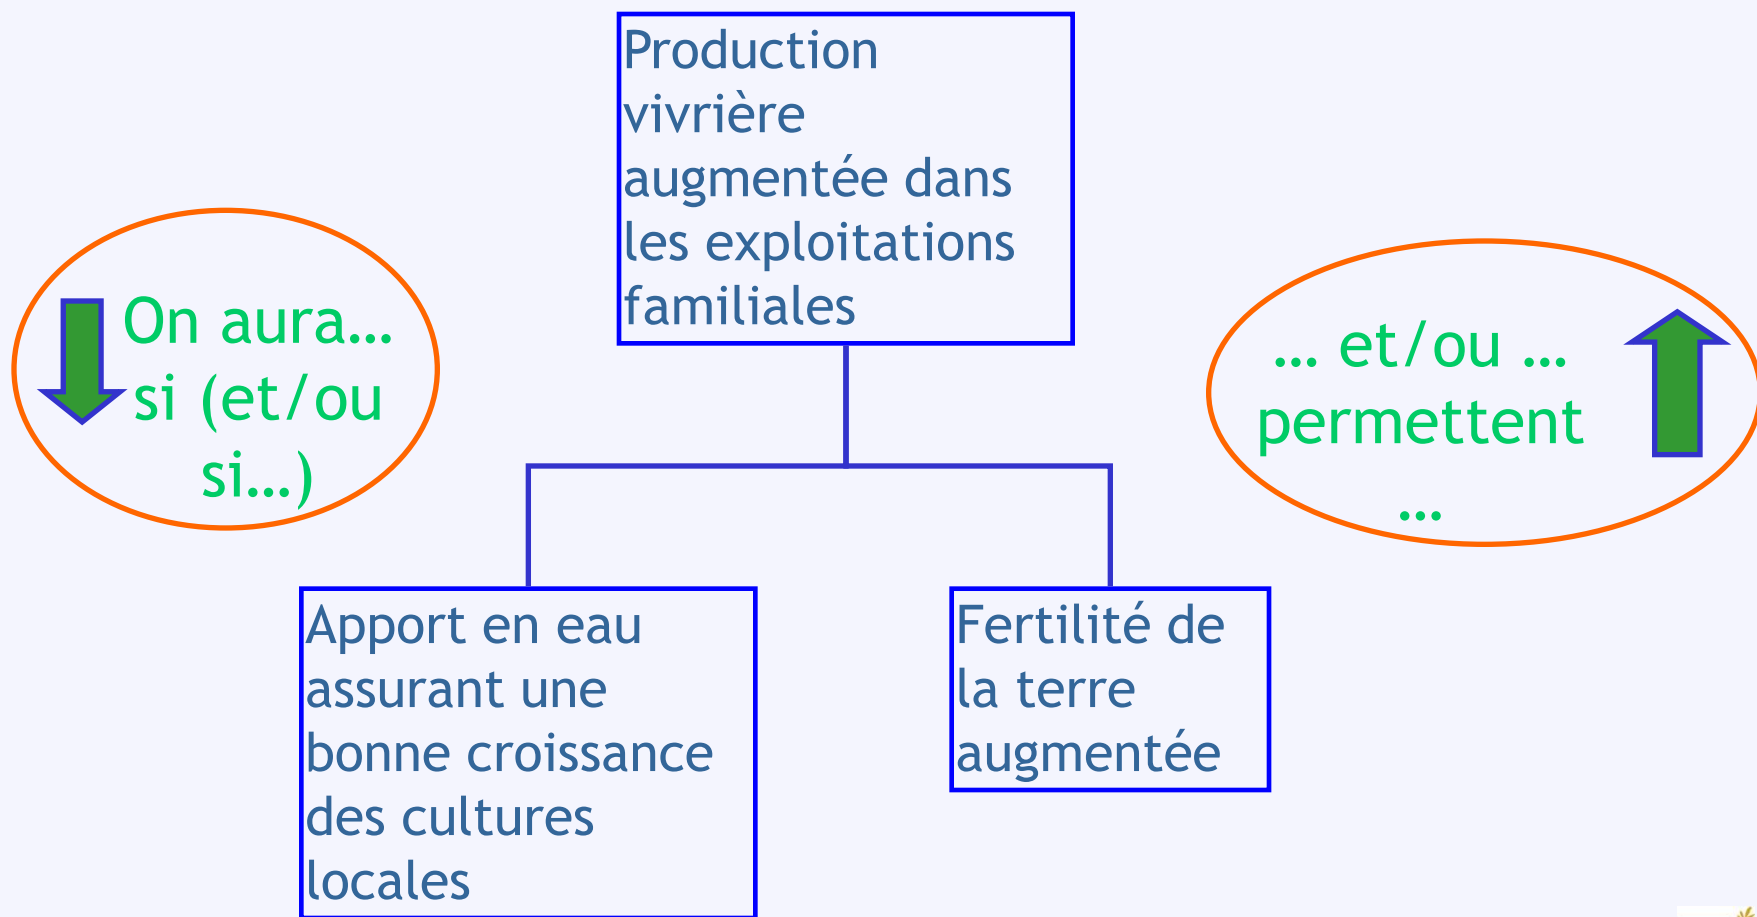 Production
vivrière
augmentée dans
les exploitations
familiales
On aura…
si (et/ou
si…)
… et/ou …
permettent
…
Apport en eau
assurant une
bonne croissance
des cultures
locales
Fertilité de
la terre
augmentée